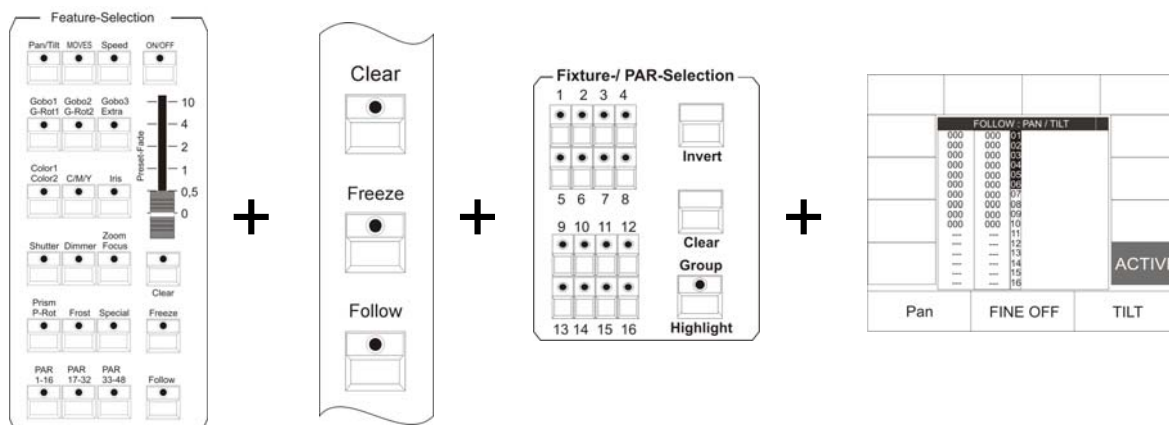 Feature-Selection
Pan/Tilt MOVES Speed ON/OFF
Gobo1 Gobo2 Gobo3
G-Rot1 G-Rot2 Extra
10
4
2
1
0,5
0
Preset-Fade
Color1
Color2 C/M/Y Iris
Zoom
Shutter Dimmer Focus
Clear
Prism
P-Rot Frost Special Freeze
PAR PAR PAR
1-16 17-32 33-48 Follow
+
Clear
Freeze
Follow
+
Fixture-/ PAR-Selection
1 2 3 4
Invert
5 6 7 8
Clear
9 10 11 12
Group
13 14 15 16
Highlight
+
FOLLOW : PAN / TILT
000 000 01
000 000 02
000 000 03
000 000 04
000 000 05
000 000 06
000 000 07
000 000 08
000 000 09
000 000 10
--- --- 11
--- --- 12
--- --- 13
--- --- 14
--- --- 15
--- --- 16
ACTIVE
Pan FINE OFF TILT